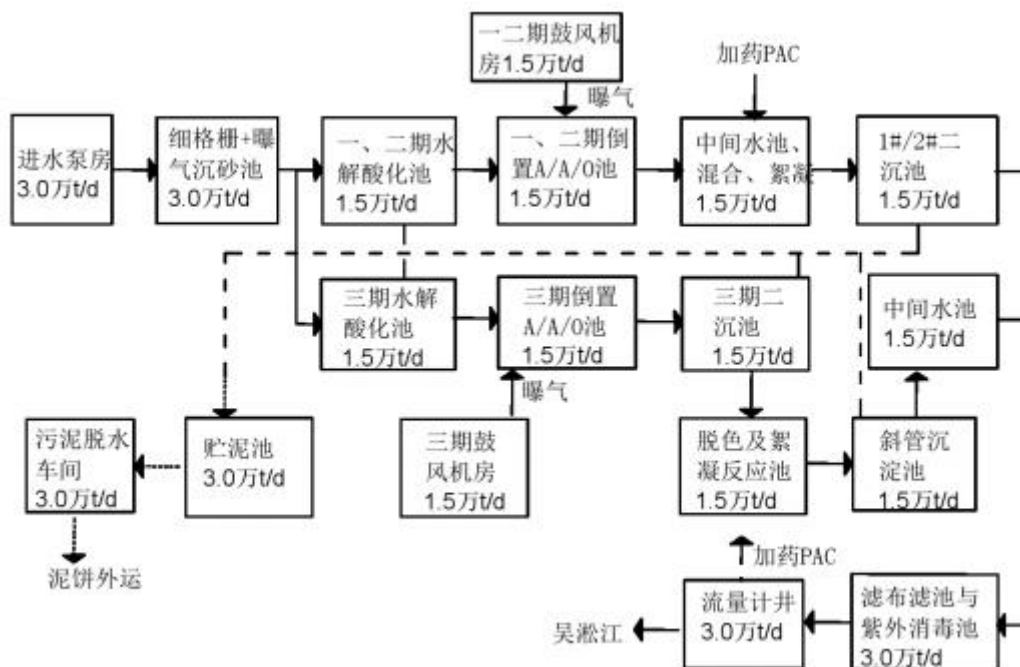 一二期鼓风机
房1.5万t/d
加药PAC
曝气
进水泵房
3.0万t/d
细格栅+曝
气沉砂池
3.0万t/d
一、二期水
解酸化池
1.5万t/d
一、二期倒
置A/A/O池
1.5万t/d
中间水池、
混合、絮凝
1.5万t/d
1#/2#二
沉池
1.5万t/d
三期水解
酸化池
1.5万t/d
三期倒置
A/A/O池
1.5万t/d
三期二
沉池
1.5万t/d
中间水池
1.5万t/d
曝气
污泥脱水
车间
3.0万t/d
贮泥池
3.0万t/d
三期鼓
风机房
1.5万t/d
脱色及絮
凝反应池
1.5万t/d
斜管沉
淀池
1.5万t/d
泥饼外运
加药PAC
吴淞江
流量计井
3.0万t/d
滤布滤池与
紫外消毒池
3.0万t/d